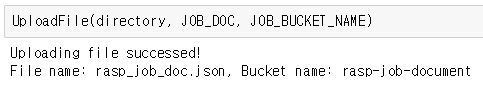 UploadFile(directory, JOB_DOC, JOB_BUCKET_NAME)
Uploading file successed!
File name: rasp_job_doc.json, Bucket name: rasp-job-document